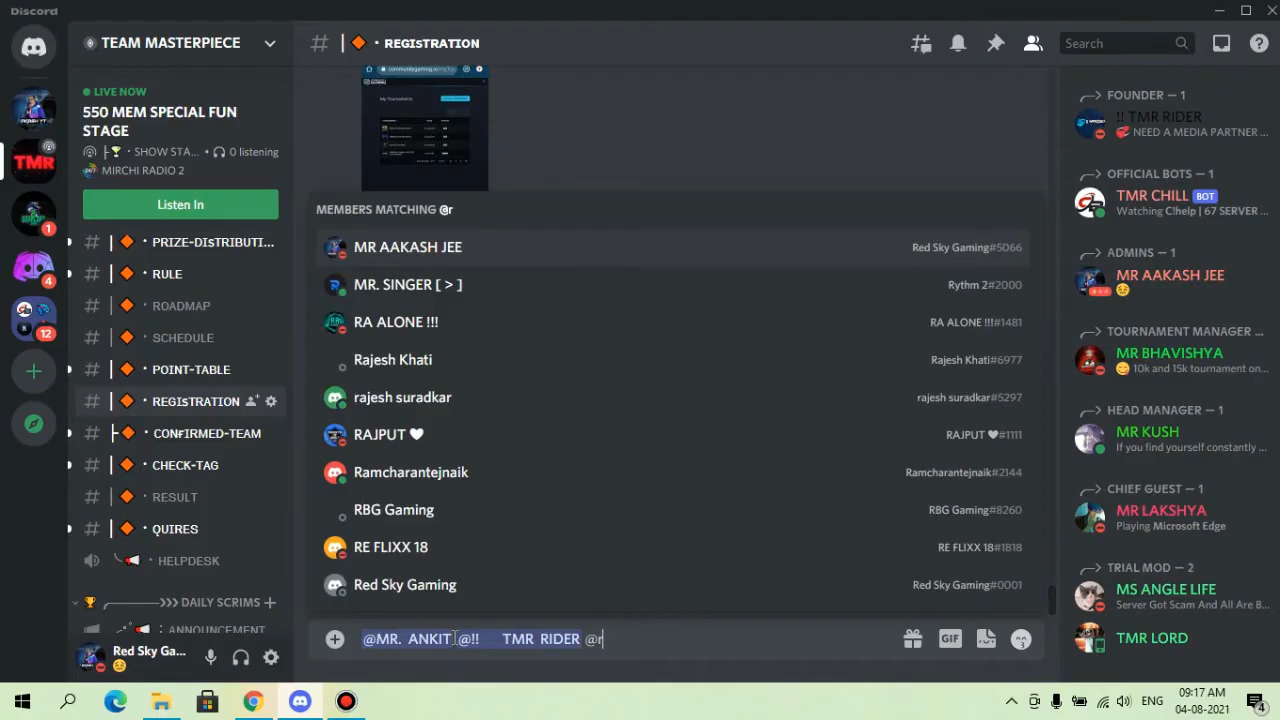 Discord
TEAM MASTERPIECE
LIVE NOW
550 MEM SPECIAL FUN
STAGE
SHOW STA... 0 listening
MIRCHI RADIO 2
Listen In
PRIZE-DISTRIBUTI...
RULE
ROADMAP
SCHEDULE
POINT-TABLE
REGIsTRATION
CONғIRMED-TEAM
CHECK-TAG
RESULT
QUIRES
HELPDESK
>>> DAILY SCRIMS
ANNOUNCEMENT
Red Sky Ga...
TMR
1
4
12
REGIsTRATION
Search
My Tournaments
MEMBERS MATCHING @r
MR AAKASH JEE Red Sky Gaming#5066
MR. SINGER [ > ] Rythm 2#2000
RA ALONE !!! RA ALONE !!!#1481
Rajesh Khati Rajesh Khati#6977
rajesh suradkar rajesh suradkar#5297
RAJPUT 🤍 RAJPUT 🤍#1111
Ramcharantejnaik Ramcharantejnaik#2144
RBG Gaming RBG Gaming#8260
RE FLIXX 18 RE FLIXX 18#1818
Red Sky Gaming Red Sky Gaming#0001
@MR. ANKIT @!! TMR RIDER @r
GIF
FOUNDER — 1
!! TMR RIDER
NEED A MEDIA PARTNER ...
OFFICIAL BOTS — 1
TMR CHILL BOT
Watching C!help | 67 SERVER ...
ADMINS — 1
MR AAKASH JEE
TOURNAMENT MANAGER ...
MR BHAVISHYA
10k and 15k tournament on...
HEAD MANAGER — 1
MR KUSH
If you find yourself constantly ...
CHIEF GUEST — 1
MR LAKSHYA
Playing Microsoft Edge
TRIAL MOD — 2
MS ANGLE LIFE
Server Got Scam And All Are B...
TMR LORD
ENG
09:17 AM
04-08-2021
4